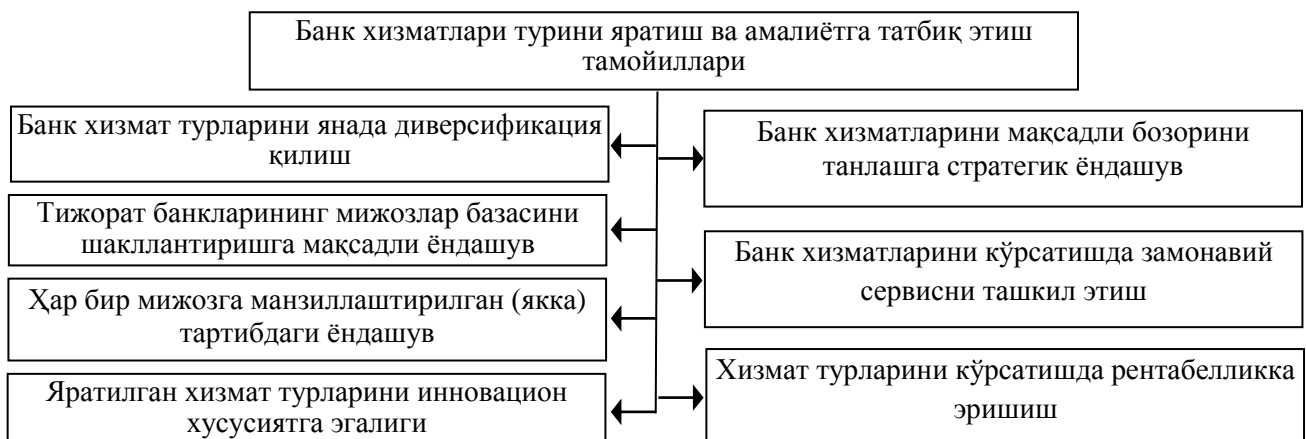 Банк хизматлари турини яратиш ва амалиётга татбиқ этиш
тамойиллари
Банк хизмат турларини янада диверсификация
қилиш
Банк хизматларини мақсадли бозорини
танлашга стратегик ёндашув
Тижорат банкларининг мижозлар базасини
шакллантиришга мақсадли ёндашув
Банк хизматларини кўрсатишда замонавий
сервисни ташкил этиш
Ҳар бир мижозга манзиллаштирилган (якка)
тартибдаги ёндашув
Хизмат турларини кўрсатишда рентабелликка
эришиш
Яратилган хизмат турларини инновацион
хусусиятга эгалиги